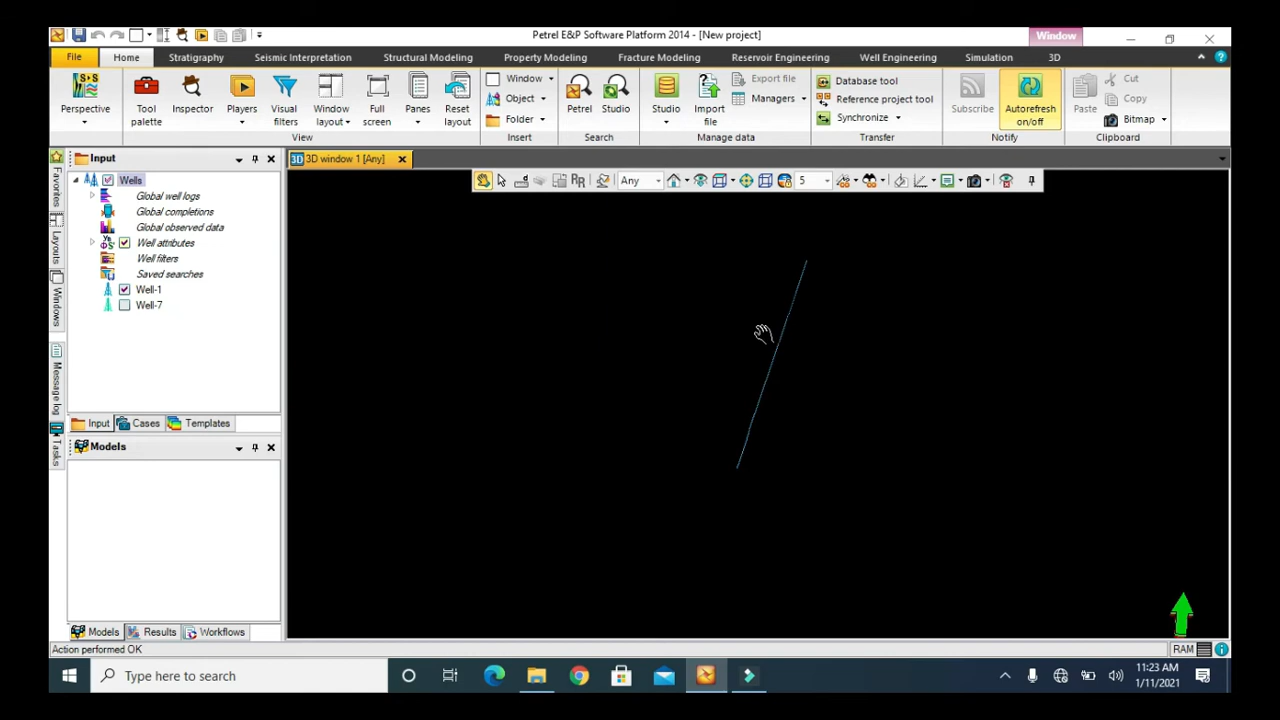 Petrel E&P Software Platform 2014 - [New project]
Window
File
Home
Stratigraphy
Seismic Interpretation
Structural Modeling
Property Modeling
Fracture Modeling
Reservoir Engineering
Well Engineering
Simulation
3D
Perspective
Tool palette
Inspector
Players
Visual filters
Window layout
Full screen
Panes
Reset layout
View
Window
Object
Folder
Insert
Petrel
Studio
Search
Studio
Import file
Export file
Managers
Manage data
Database tool
Reference project tool
Synchronize
Transfer
Subscribe
Autorefresh on/off
Notify
Paste
Cut
Copy
Bitmap
Clipboard
Input
3D window 1 [Any]
Any
5
Favorites
Layouts
Windows
Message log
Tasks
Wells
Global well logs
Global completions
Global observed data
Well attributes
Well filters
Saved searches
Well-1
Well-7
Input
Cases
Templates
Models
Models
Results
Workflows
Action performed OK
RAM
Type here to search
11:23 AM
1/11/2021